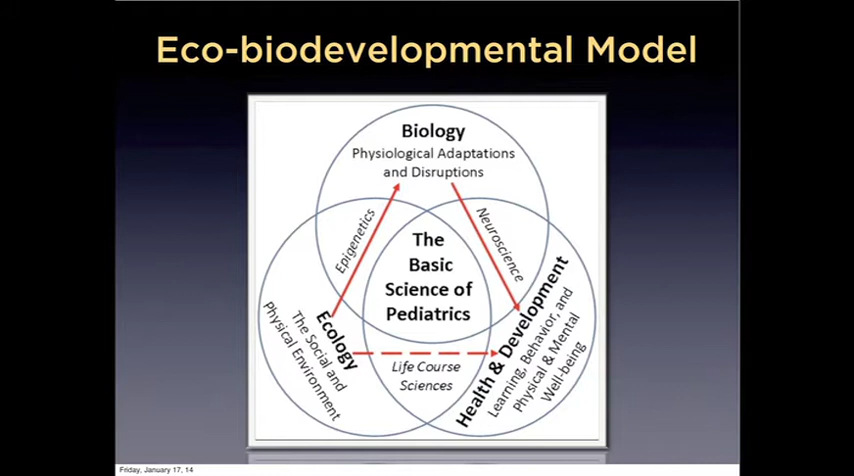 Eco-biodevelopmental Model
Biology
Physiological Adaptations
and Disruptions
Epigenetics
Neuroscience
The
Basic
Science of
Pediatrics
Ecology
The Social and
Physical Environment
Life Course
Sciences
Health & Development
Learning, Behavior, and
Physical & Mental
Well-being
Friday, January 17, 14